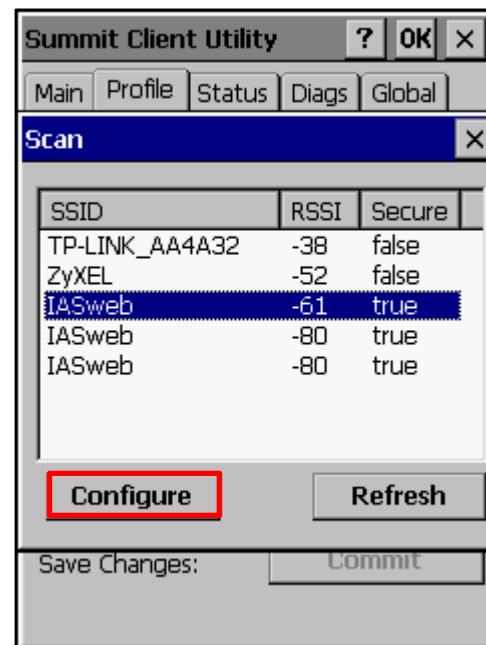 Summit Client Utility ? OK ×
Main Profile Status Diags Global
Scan ×
SSID RSSI Secure
TP-LINK_AA4A32 -38 false
ZyXEL -52 false
IASweb -61 true
IASweb -80 true
IASweb -80 true
Configure Refresh
Save Changes: Commit